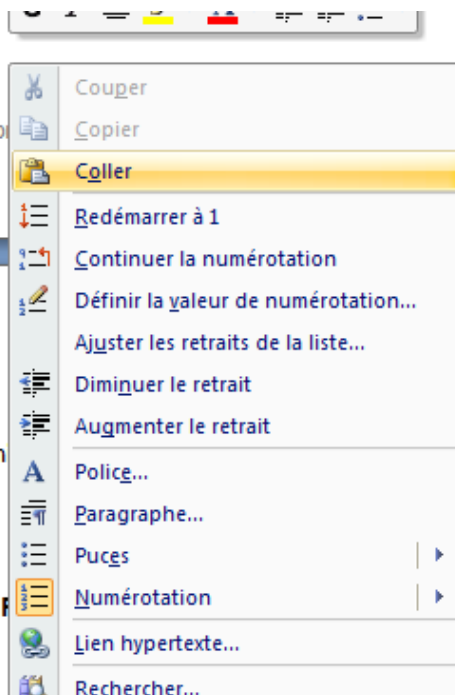 Couper
Copier
Coller
Redémarrer à 1
Continuer la numérotation
Définir la valeur de numérotation...
Ajuster les retraits de la liste...
Diminuer le retrait
Augmenter le retrait
Police...
Paragraphe...
Puces
Numérotation
Lien hypertexte...
Rechercher...